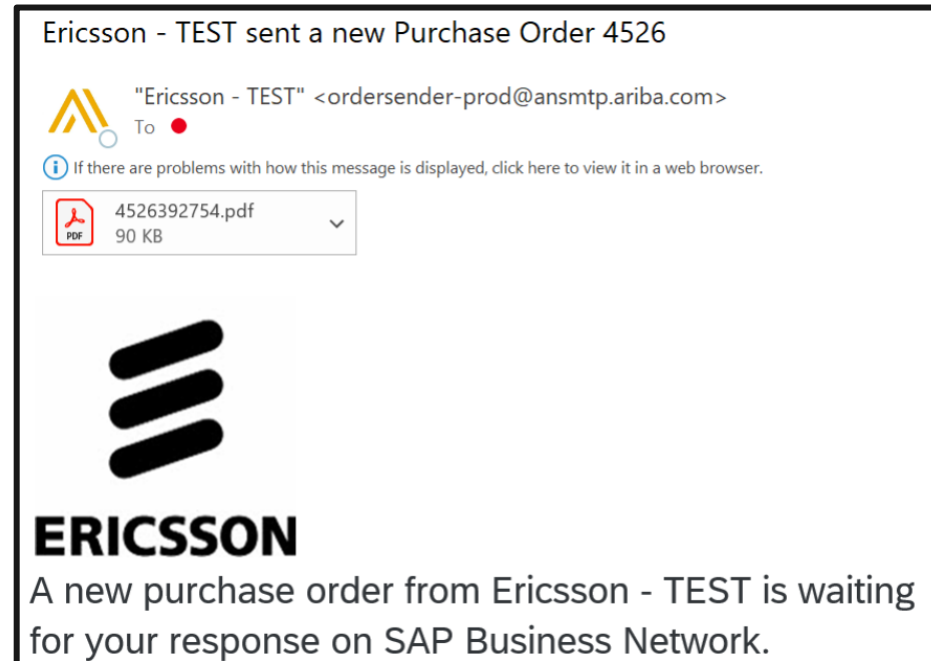 Ericsson - TEST sent a new Purchase Order 4526
"Ericsson - TEST" <ordersender-prod@ansmtp.ariba.com>
To
If there are problems with how this message is displayed, click here to view it in a web browser.
4526392754.pdf
PDF
90 KB
ERICSSON
A new purchase order from Ericsson - TEST is waiting
for your response on SAP Business Network.